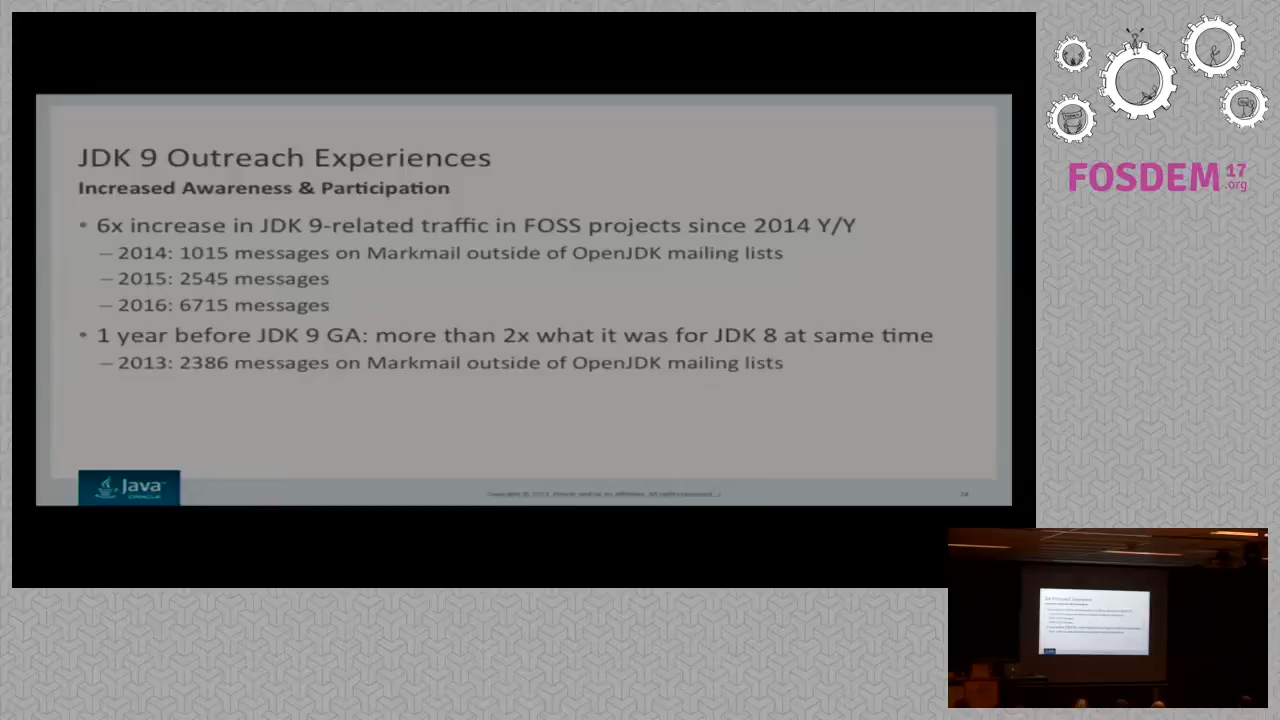 JDK 9 Outreach Experiences
Increased Awareness & Participation
• 6x increase in JDK 9-related traffic in FOSS projects since 2014 Y/Y
– 2014: 1015 messages on Markmail outside of OpenJDK mailing lists
– 2015: 2545 messages
– 2016: 6715 messages
• 1 year before JDK 9 GA: more than 2x what it was for JDK 8 at same time
– 2013: 2386 messages on Markmail outside of OpenJDK mailing lists
Java
ORACLE
FOSDEM 17
.org